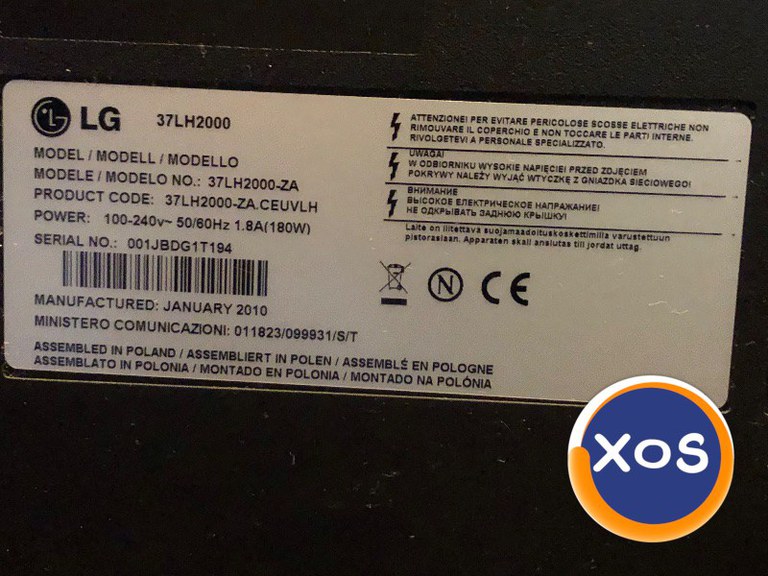 LG 37LH2000
MODEL / MODELL / MODELLO
MODELE / MODELO NO.: 37LH2000-ZA
PRODUCT CODE: 37LH2000-ZA.CEUVLH
POWER: 100-240v~ 50/60Hz 1.8A(180W)
SERIAL NO.: 001JBDG1T194
MANUFACTURED: JANUARY 2010
MINISTERO COMUNICAZIONI: 011823/099931/S/T
ASSEMBLED IN POLAND / ASSEMBLIERT IN POLEN / ASSEMBLÉ EN POLOGNE
ASSEMBLATO IN POLONIA / MONTADO EN POLONIA / MONTADO NA POLÓNIA
ATTENZIONE! PER EVITARE PERICOLOSE SCOSSE ELETTRICHE NON
RIMOUVARE IL COPERCHIO E NON TOCCARE LE PARTI INTERNE.
RIVOLGETEVI A PERSONALE SPECIALIZZATO.
UWAGA!
W ODBIORNIKU WYSOKIE NAPIĘCIE! PRZED ZDJĘCIEM
POKRYWY NALEŻY WYJĄĆ WTYCZKĘ Z GNIAZDKA SIECIOWEGO!
ВНИМАНИЕ
ВЫСОКОЕ ЕЛЕКТРИЧЕСКОЕ НАПРАЖАНИЕ!
НЕ ОДКРЫВАТЬ ЗАДНЮЮ КРЫШКУ!
Laite on liitettävä suojamaadoituskoskettimilla varustettuun
pistorasiaan. Apparaten skall anslutas till jordat uttag.
N CE
XOS